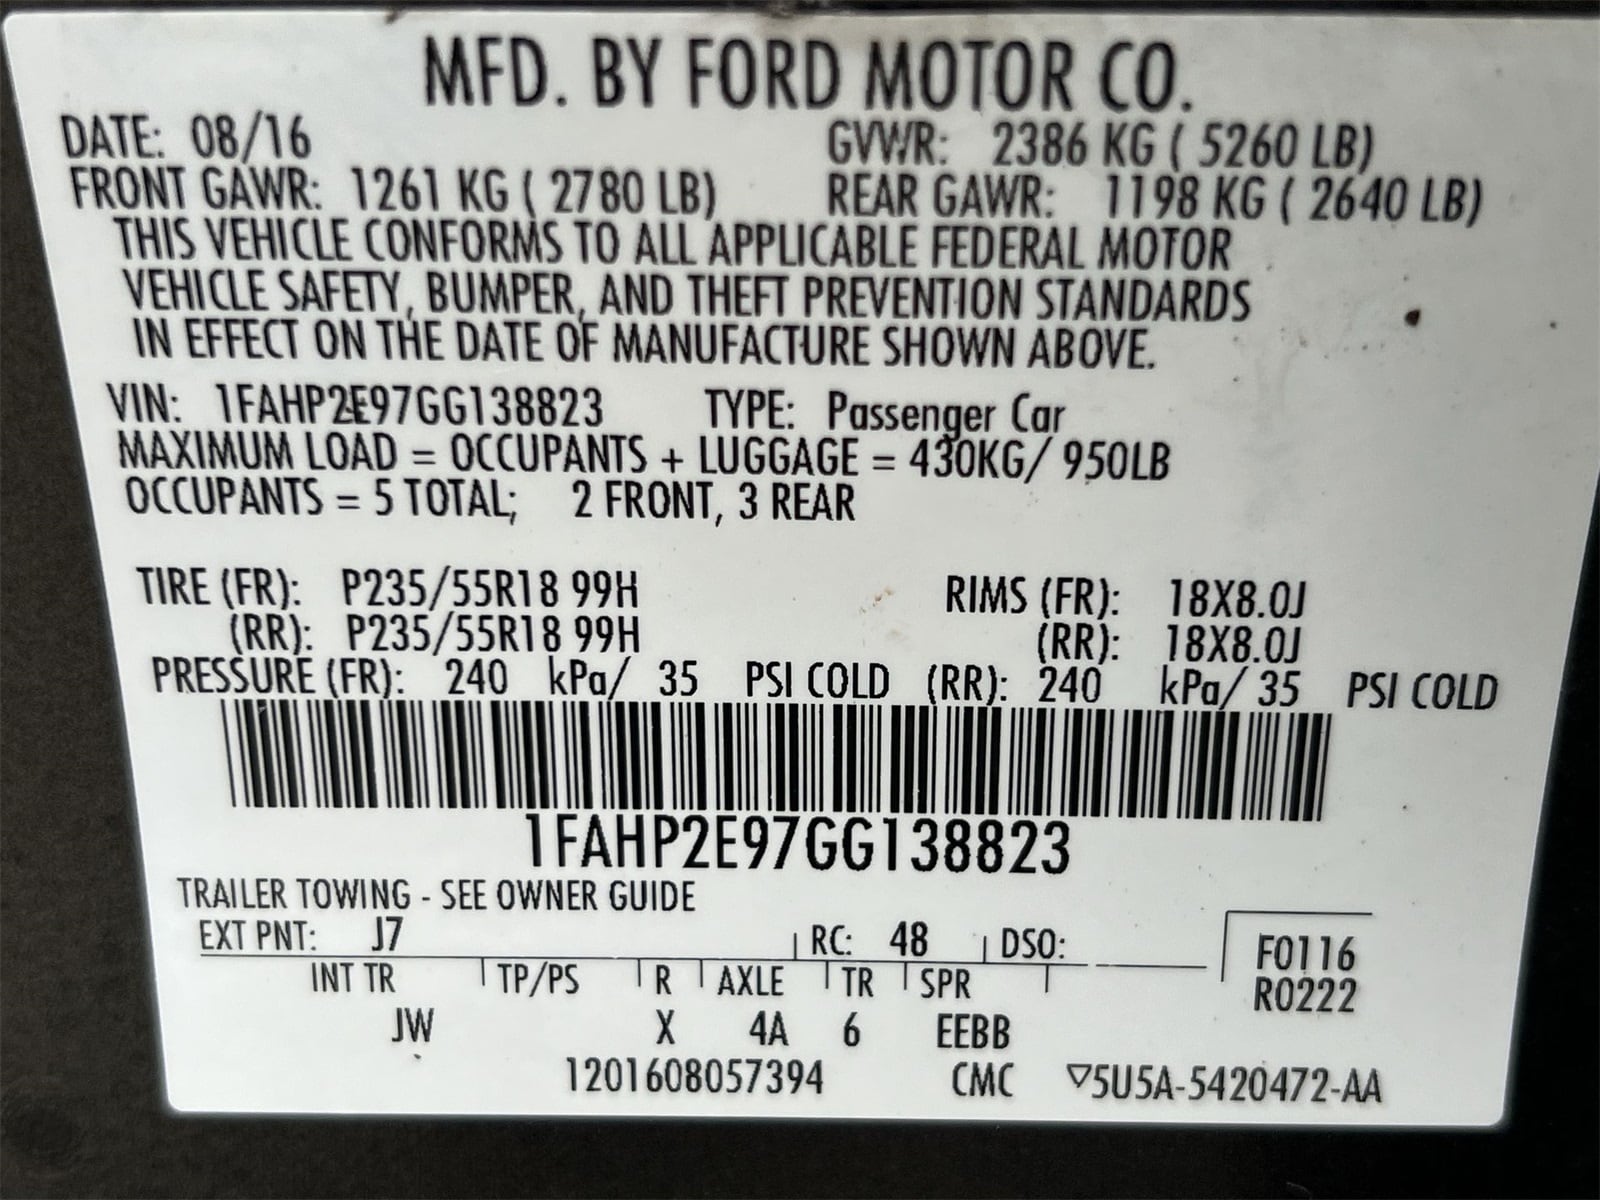 MFD. BY FORD MOTOR CO.
DATE: 08/16 GVWR: 2386 KG ( 5260 LB)
FRONT GAWR: 1261 KG ( 2780 LB) REAR GAWR: 1198 KG ( 2640 LB)
THIS VEHICLE CONFORMS TO ALL APPLICABLE FEDERAL MOTOR
VEHICLE SAFETY, BUMPER, AND THEFT PREVENTION STANDARDS
IN EFFECT ON THE DATE OF MANUFACTURE SHOWN ABOVE.
VIN: 1FAHP2E97GG138823 TYPE: Passenger Car
MAXIMUM LOAD = OCCUPANTS + LUGGAGE = 430KG/ 950LB
OCCUPANTS = 5 TOTAL; 2 FRONT, 3 REAR
TIRE (FR): P235/55R18 99H RIMS (FR): 18X8.0J
(RR): P235/55R18 99H (RR): 18X8.0J
PRESSURE (FR): 240 kPa/ 35 PSI COLD (RR): 240 kPa/ 35 PSI COLD
1FAHP2E97GG138823
TRAILER TOWING - SEE OWNER GUIDE
EXT PNT: J7 RC: 48 DSO: F0116
INT TR TP/PS R AXLE TR SPR R0222
JW X 4A 6 EEBB
1201608057394 CMC ▽5U5A-5420472-AA